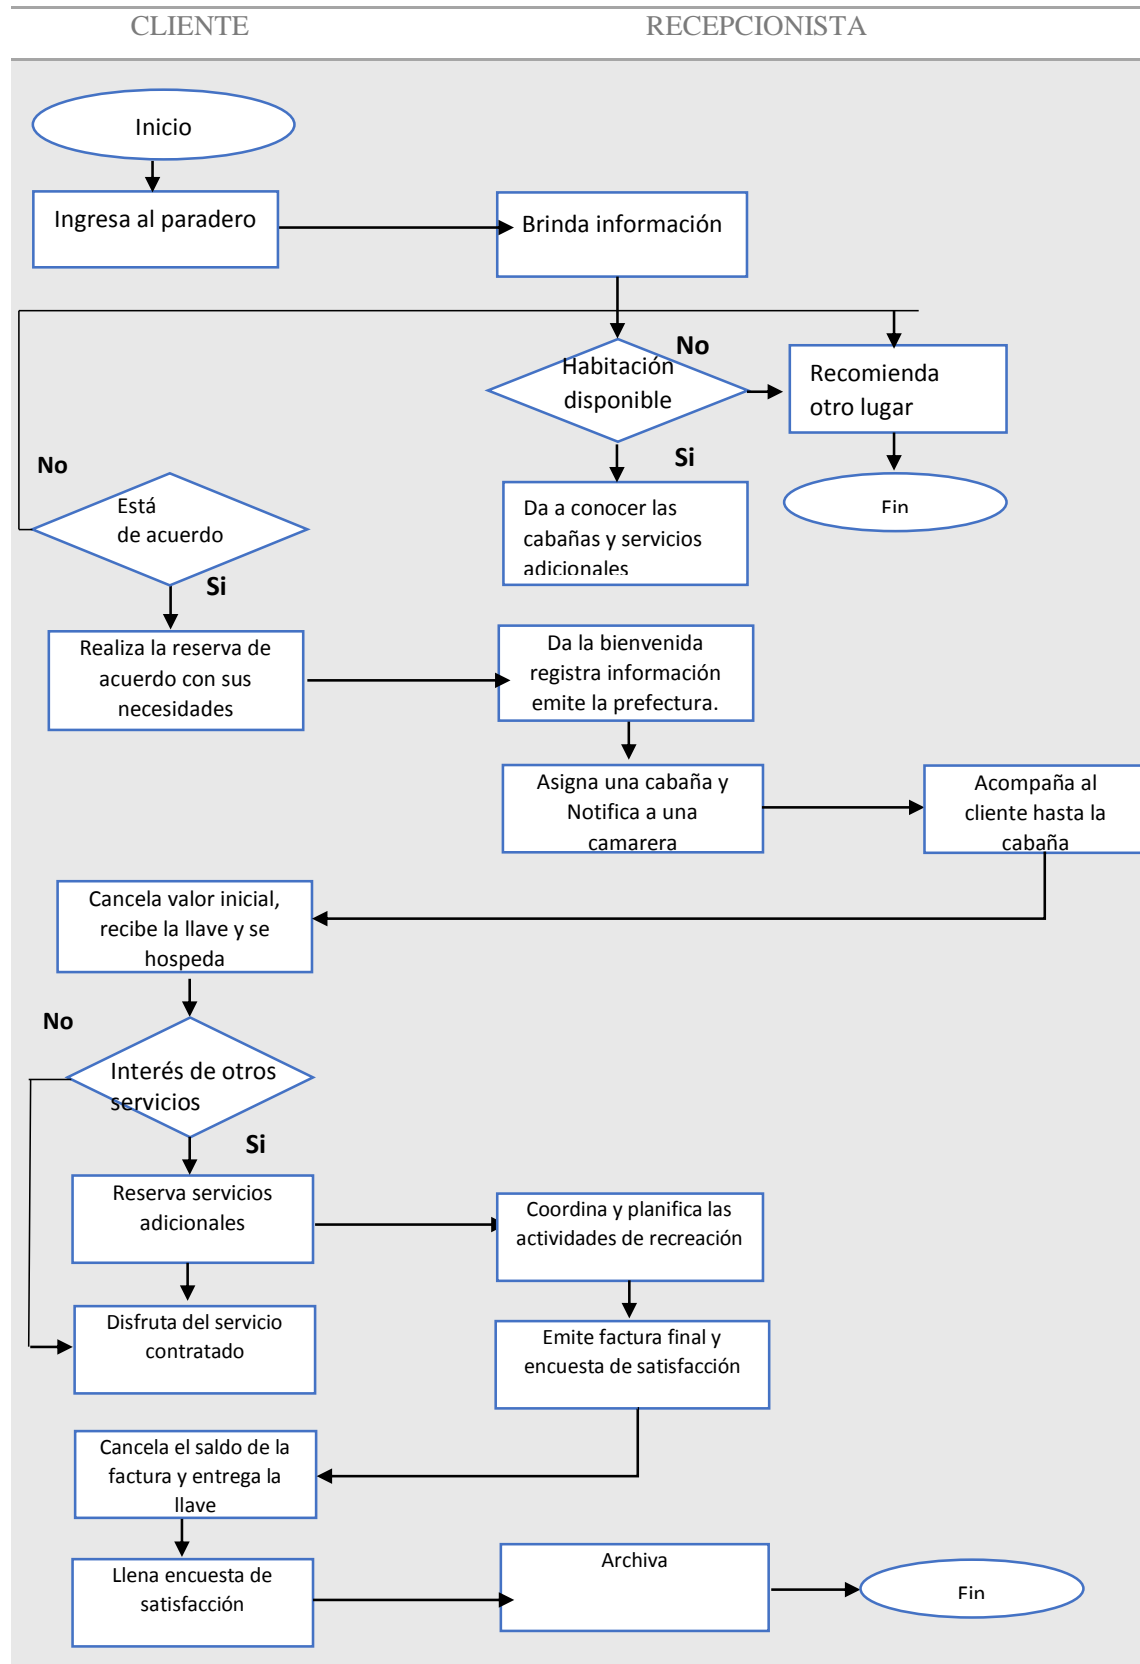 CLIENTE
RECEPCIONISTA
Inicio
Ingresa al paradero
Brinda información
No
Habitación
disponible
Recomienda
otro lugar
Si
No
Está
de acuerdo
Da a conocer las
cabañas y servicios
adicionales
Fin
Si
Realiza la reserva de
acuerdo con sus
necesidades
Da la bienvenida
registra información
emite la prefectura.
Asigna una cabaña y
Notifica a una
camarera
Acompaña al
cliente hasta la
cabaña
Cancela valor inicial,
recibe la llave y se
hospeda
No
Interés de otros
servicios
Si
Reserva servicios
adicionales
Coordina y planifica las
actividades de recreación
Disfruta del servicio
contratado
Emite factura final y
encuesta de satisfacción
Cancela el saldo de la
factura y entrega la
llave
Llena encuesta de
satisfacción
Archiva
Fin